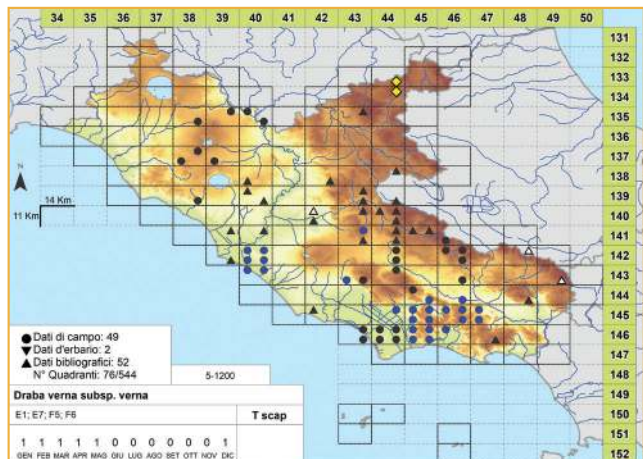 34 35 36 37 38 39 40 41 42 43 44 45 46 47 48 49 50
131
132
133
134
135
136
137
138
139
140
141
142
143
144
145
146
147
148
149
150
151
152
N
14 Km
11 Km
Dati di campo: 49
Dati d'erbario: 2
Dati bibliografici: 52
N° Quadranti: 76/544
5-1200
Draba verna subsp. verna
E1; E7; F5; F6
T scap
1 1 1 1 1 0 0 0 0 0 0 1
GEN FEB MAR APR MAG GIU LUG AGO SET OTT NOV DIC